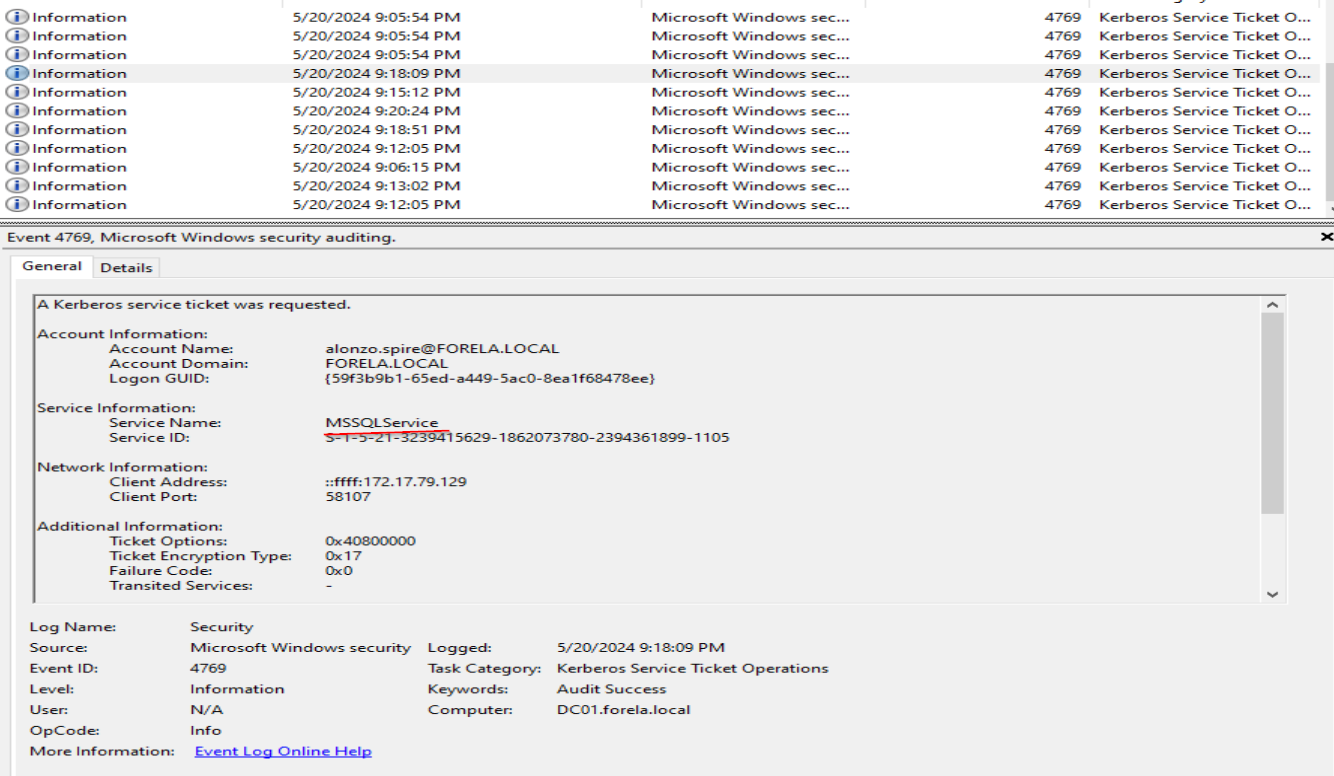 Information 5/20/2024 9:05:54 PM Microsoft Windows sec... 4769 Kerberos Service Ticket O...
Information 5/20/2024 9:05:54 PM Microsoft Windows sec... 4769 Kerberos Service Ticket O...
Information 5/20/2024 9:05:54 PM Microsoft Windows sec... 4769 Kerberos Service Ticket O...
Information 5/20/2024 9:18:09 PM Microsoft Windows sec... 4769 Kerberos Service Ticket O...
Information 5/20/2024 9:15:12 PM Microsoft Windows sec... 4769 Kerberos Service Ticket O...
Information 5/20/2024 9:20:24 PM Microsoft Windows sec... 4769 Kerberos Service Ticket O...
Information 5/20/2024 9:18:51 PM Microsoft Windows sec... 4769 Kerberos Service Ticket O...
Information 5/20/2024 9:12:05 PM Microsoft Windows sec... 4769 Kerberos Service Ticket O...
Information 5/20/2024 9:06:15 PM Microsoft Windows sec... 4769 Kerberos Service Ticket O...
Information 5/20/2024 9:13:02 PM Microsoft Windows sec... 4769 Kerberos Service Ticket O...
Information 5/20/2024 9:12:05 PM Microsoft Windows sec... 4769 Kerberos Service Ticket O...
Event 4769, Microsoft Windows security auditing.
General Details
A Kerberos service ticket was requested.
Account Information:
Account Name: alonzo.spire@FORELA.LOCAL
Account Domain: FORELA.LOCAL
Logon GUID: {59f3b9b1-65ed-a449-5ac0-8ea1f68478ee}
Service Information:
Service Name: MSSQLService
Service ID: S-1-5-21-3239415629-1862073780-2394361899-1105
Network Information:
Client Address: ::ffff:172.17.79.129
Client Port: 58107
Additional Information:
Ticket Options: 0x40800000
Ticket Encryption Type: 0x17
Failure Code: 0x0
Transited Services: -
Log Name: Security
Source: Microsoft Windows security Logged: 5/20/2024 9:18:09 PM
Event ID: 4769 Task Category: Kerberos Service Ticket Operations
Level: Information Keywords: Audit Success
User: N/A Computer: DC01.forela.local
OpCode: Info
More Information: Event Log Online Help